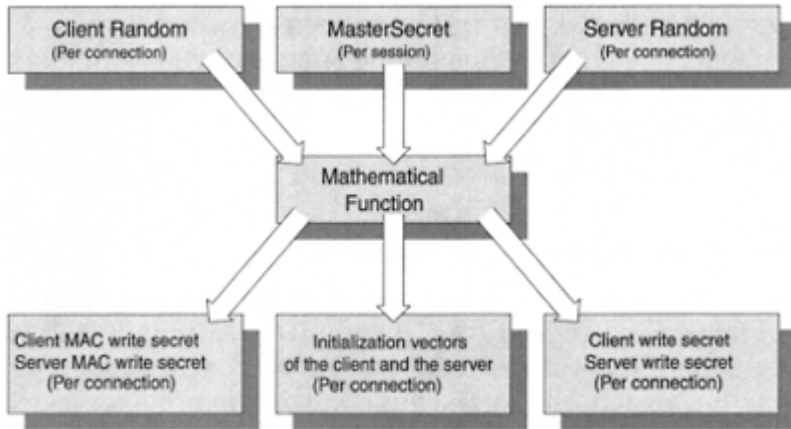 Client Random
(Per connection)
MasterSecret
(Per session)
Server Random
(Per connection)
Mathematical
Function
Client MAC write secret
Server MAC write secret
(Per connection)
Initialization vectors
of the client and the server
(Per connection)
Client write secret
Server write secret
(Per connection)